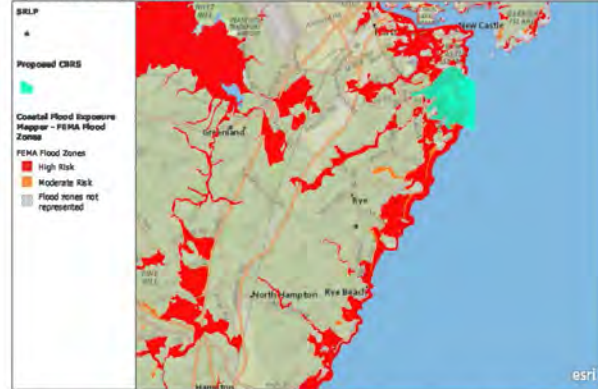 SRLP
Proposed CBRS
Coastal Flood Exposure
Mapper - FEMA Flood
Zones
FEMA Flood Zones
High Risk
Moderate Risk
Flood zones not
represented
New Castle
Greenland
Rye
North Hampton
Rye Beach
Hampton
esri